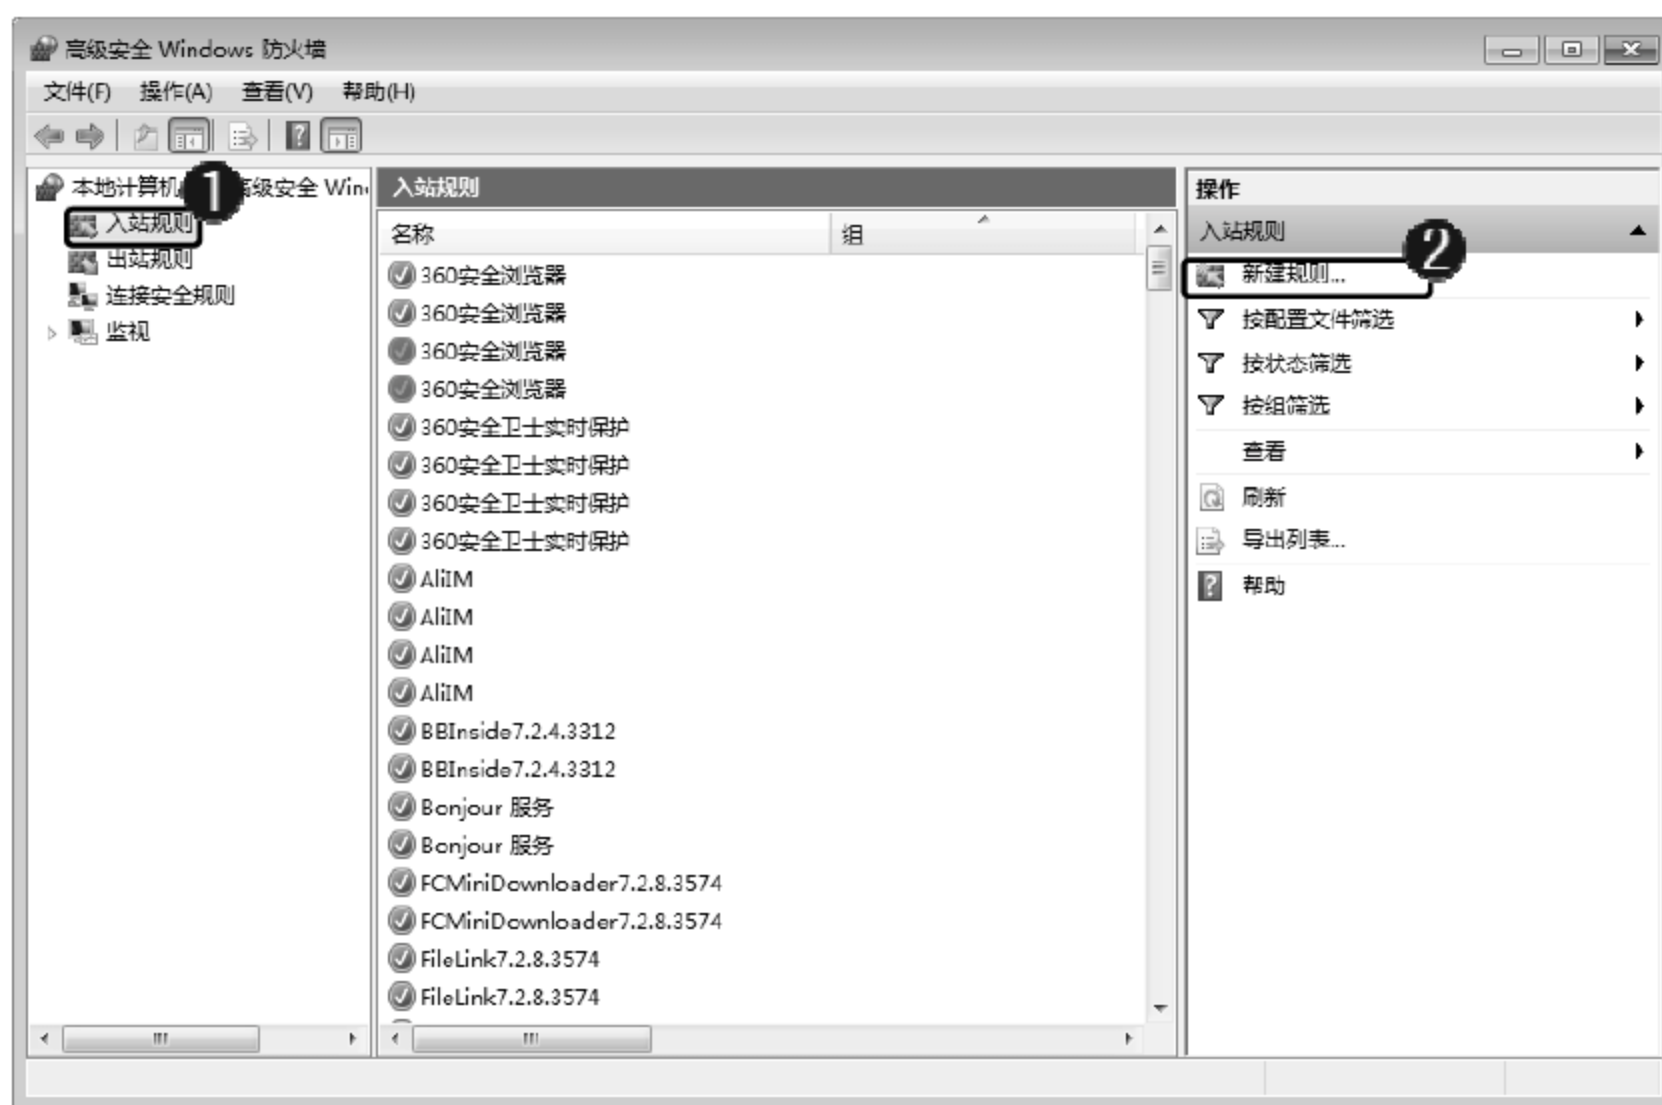 高级安全 Windows 防火墙
文件(F) 操作(A) 查看(V) 帮助(H)
本地计算机 高级安全 Win
1
入站规则
出站规则
连接安全规则
监视
入站规则
名称 组
360安全浏览器
360安全浏览器
360安全浏览器
360安全浏览器
360安全卫士实时保护
360安全卫士实时保护
360安全卫士实时保护
360安全卫士实时保护
AliIM
AliIM
AliIM
AliIM
BBInside7.2.4.3312
BBInside7.2.4.3312
Bonjour 服务
Bonjour 服务
FCMiniDownloader7.2.8.3574
FCMiniDownloader7.2.8.3574
FileLink7.2.8.3574
FileLink7.2.8.3574
操作
入站规则
2
新建规则...
按配置文件筛选
按状态筛选
按组筛选
查看
刷新
导出列表...
帮助